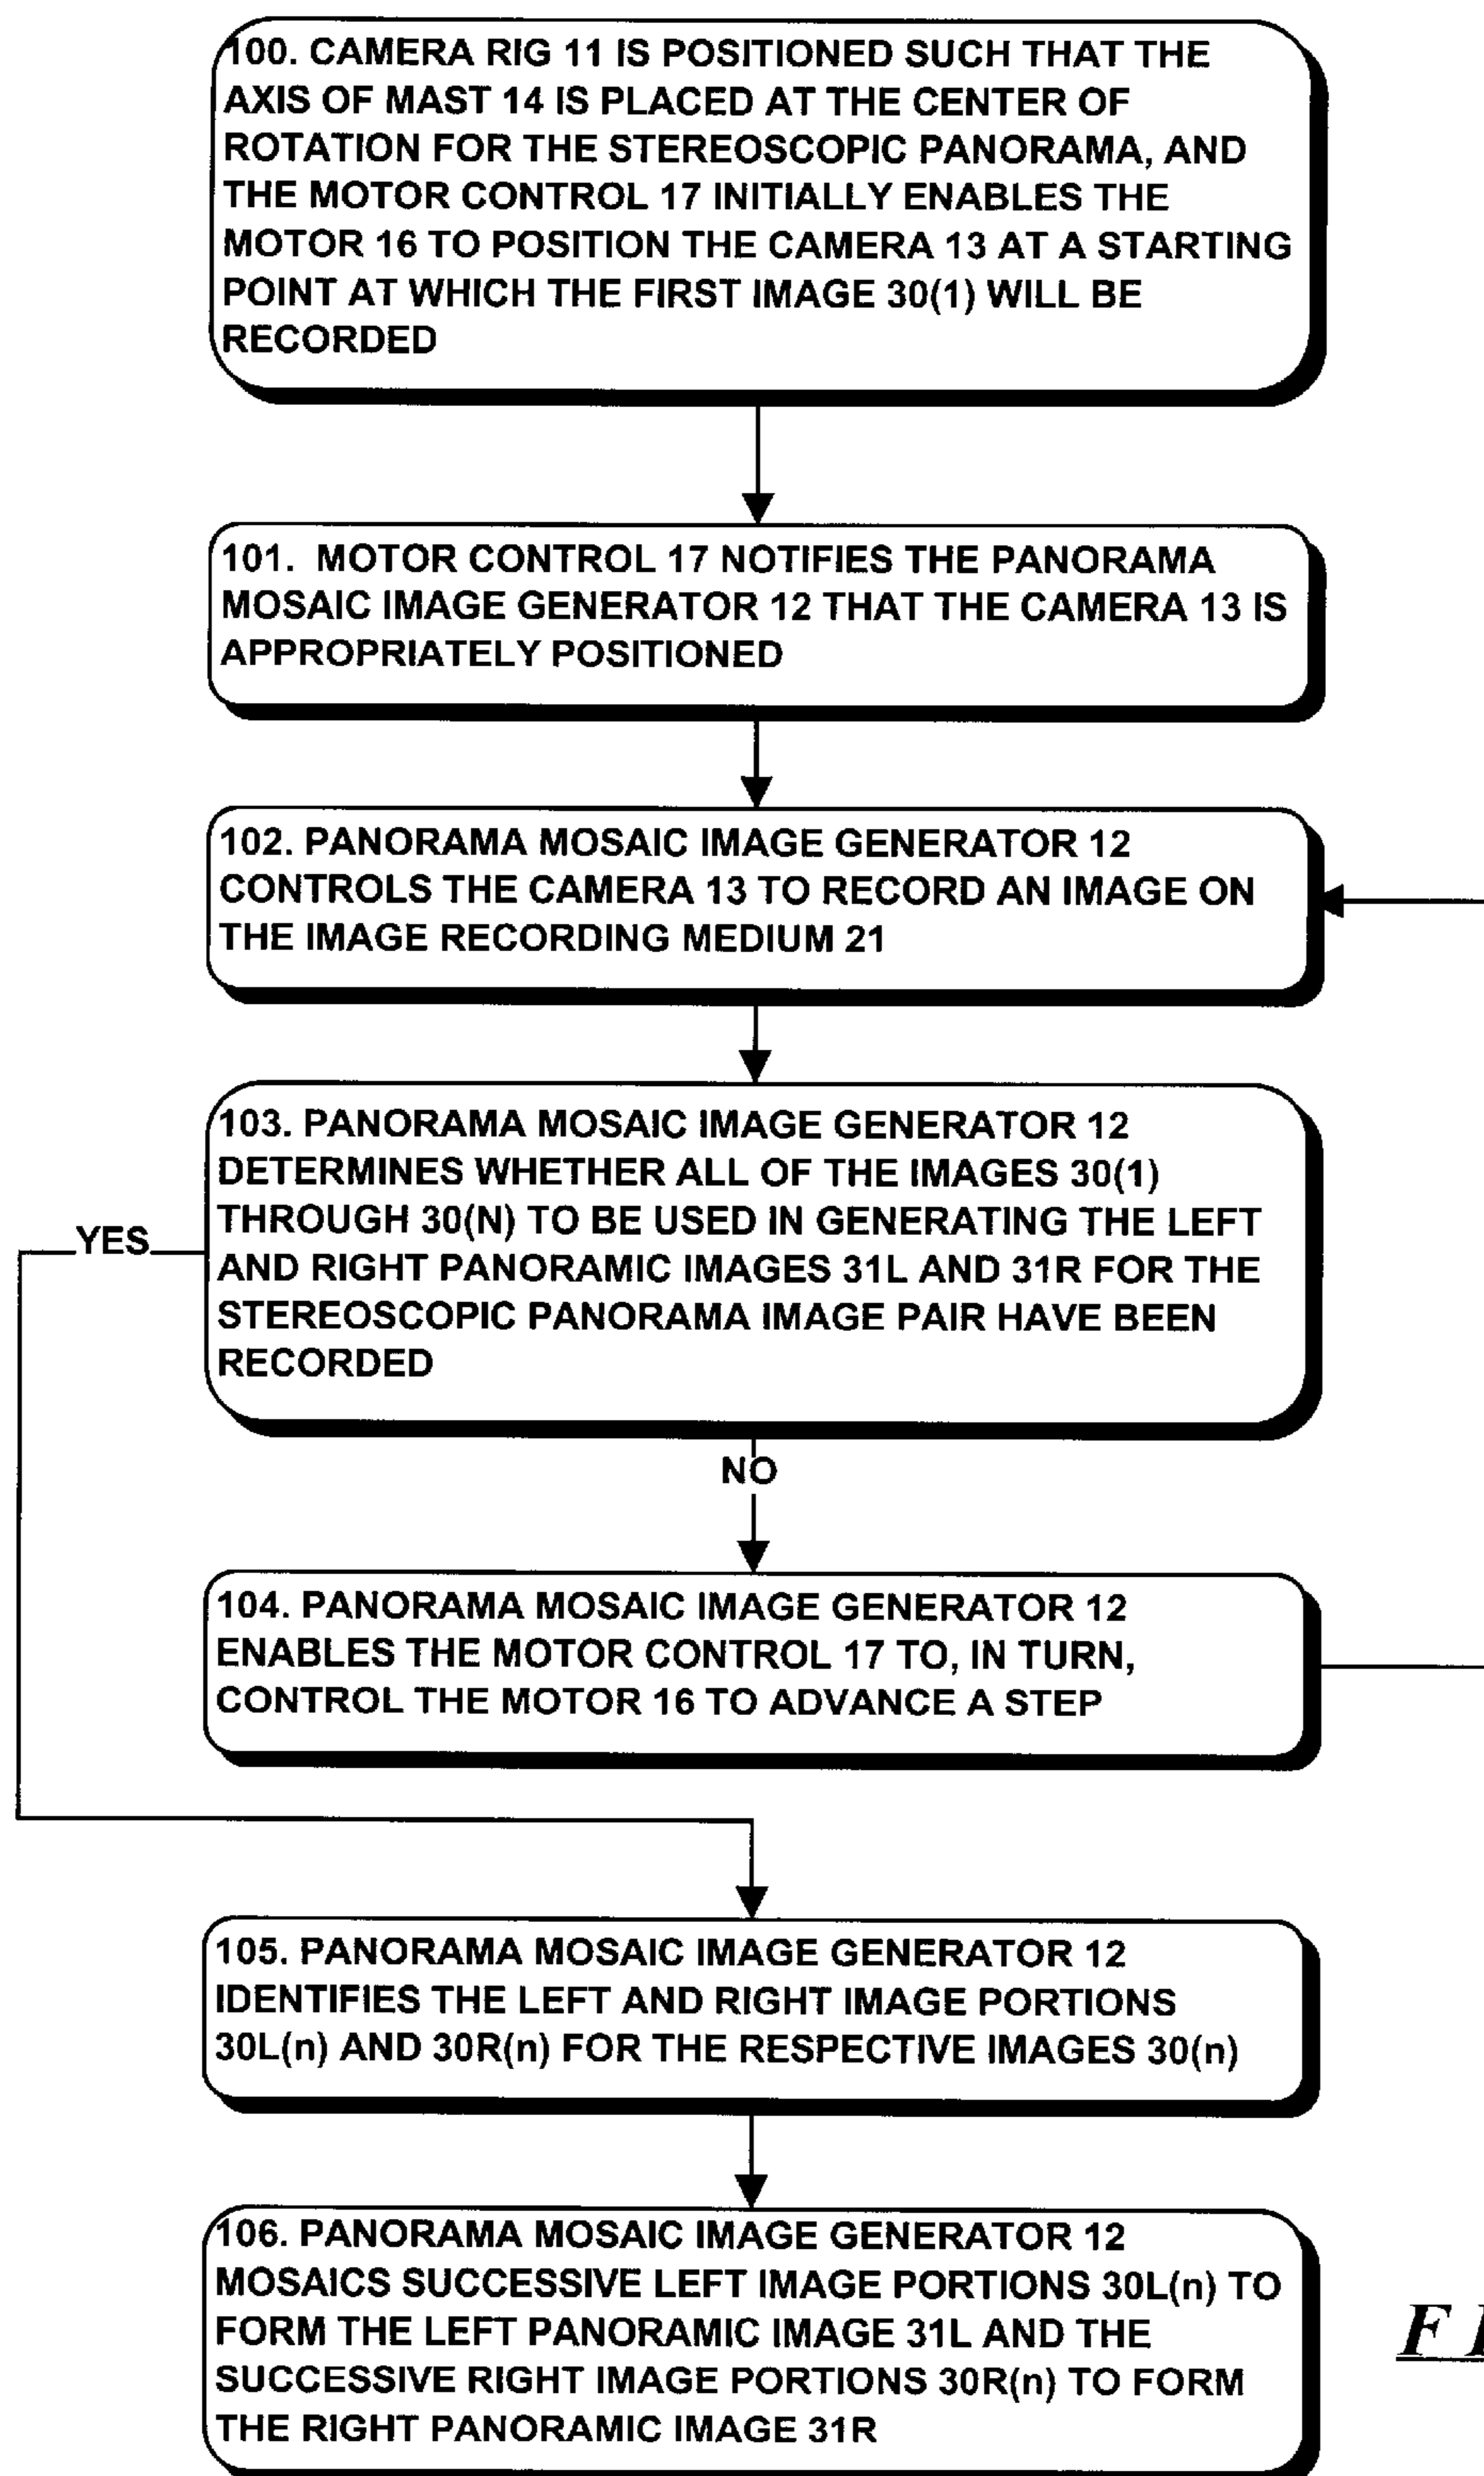 100. CAMERA RIG 11 IS POSITIONED SUCH THAT THE
AXIS OF MAST 14 IS PLACED AT THE CENTER OF
ROTATION FOR THE STEREOSCOPIC PANORAMA, AND
THE MOTOR CONTROL 17 INITIALLY ENABLES THE
MOTOR 16 TO POSITION THE CAMERA 13 AT A STARTING
POINT AT WHICH THE FIRST IMAGE 30(1) WILL BE
RECORDED
101. MOTOR CONTROL 17 NOTIFIES THE PANORAMA
MOSAIC IMAGE GENERATOR 12 THAT THE CAMERA 13 IS
APPROPRIATELY POSITIONED
102. PANORAMA MOSAIC IMAGE GENERATOR 12
CONTROLS THE CAMERA 13 TO RECORD AN IMAGE ON
THE IMAGE RECORDING MEDIUM 21
103. PANORAMA MOSAIC IMAGE GENERATOR 12
DETERMINES WHETHER ALL OF THE IMAGES 30(1)
THROUGH 30(N) TO BE USED IN GENERATING THE LEFT
AND RIGHT PANORAMIC IMAGES 31L AND 31R FOR THE
STEREOSCOPIC PANORAMA IMAGE PAIR HAVE BEEN
RECORDED
YES
NO
104. PANORAMA MOSAIC IMAGE GENERATOR 12
ENABLES THE MOTOR CONTROL 17 TO, IN TURN,
CONTROL THE MOTOR 16 TO ADVANCE A STEP
105. PANORAMA MOSAIC IMAGE GENERATOR 12
IDENTIFIES THE LEFT AND RIGHT IMAGE PORTIONS
30L(n) AND 30R(n) FOR THE RESPECTIVE IMAGES 30(n)
106. PANORAMA MOSAIC IMAGE GENERATOR 12
MOSAICS SUCCESSIVE LEFT IMAGE PORTIONS 30L(n) TO
FORM THE LEFT PANORAMIC IMAGE 31L AND THE
SUCCESSIVE RIGHT IMAGE PORTIONS 30R(n) TO FORM
THE RIGHT PANORAMIC IMAGE 31R